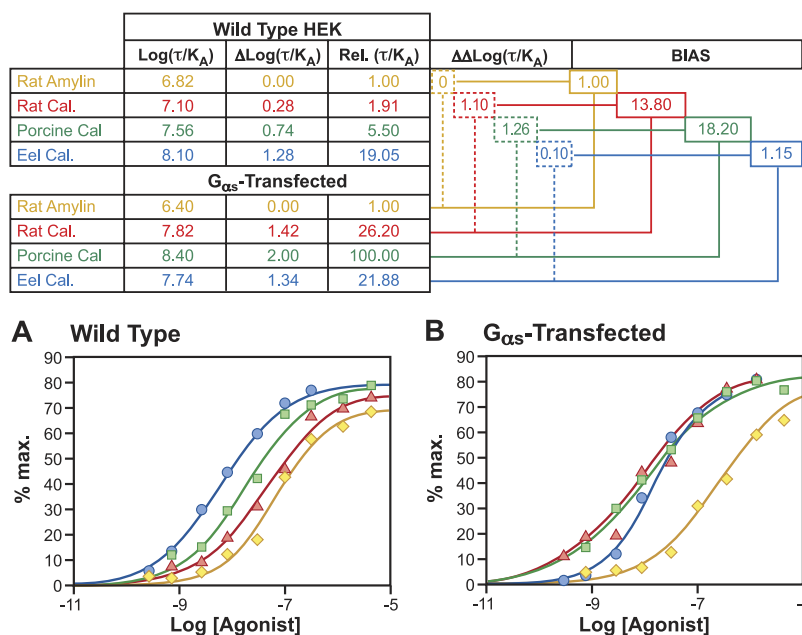 Wild Type HEK
Log(τ/K_A) ΔLog(τ/K_A) Rel. (τ/K_A) ΔΔLog(τ/K_A) BIAS
Rat Amylin 6.82 0.00 1.00 0 1.00
Rat Cal. 7.10 0.28 1.91 1.10 13.80
Porcine Cal 7.56 0.74 5.50 1.26 18.20
Eel Cal. 8.10 1.28 19.05 0.10 1.15
G_αs-Transfected
Rat Amylin 6.40 0.00 1.00
Rat Cal. 7.82 1.42 26.20
Porcine Cal 8.40 2.00 100.00
Eel Cal. 7.74 1.34 21.88
A Wild Type
90
80
70
60
50
40
30
20
10
0
% max.
-11 -9 -7 -5
Log [Agonist]
B G_αs-Transfected
90
80
70
60
50
40
30
20
10
0
% max.
-11 -9 -7
Log [Agonist]